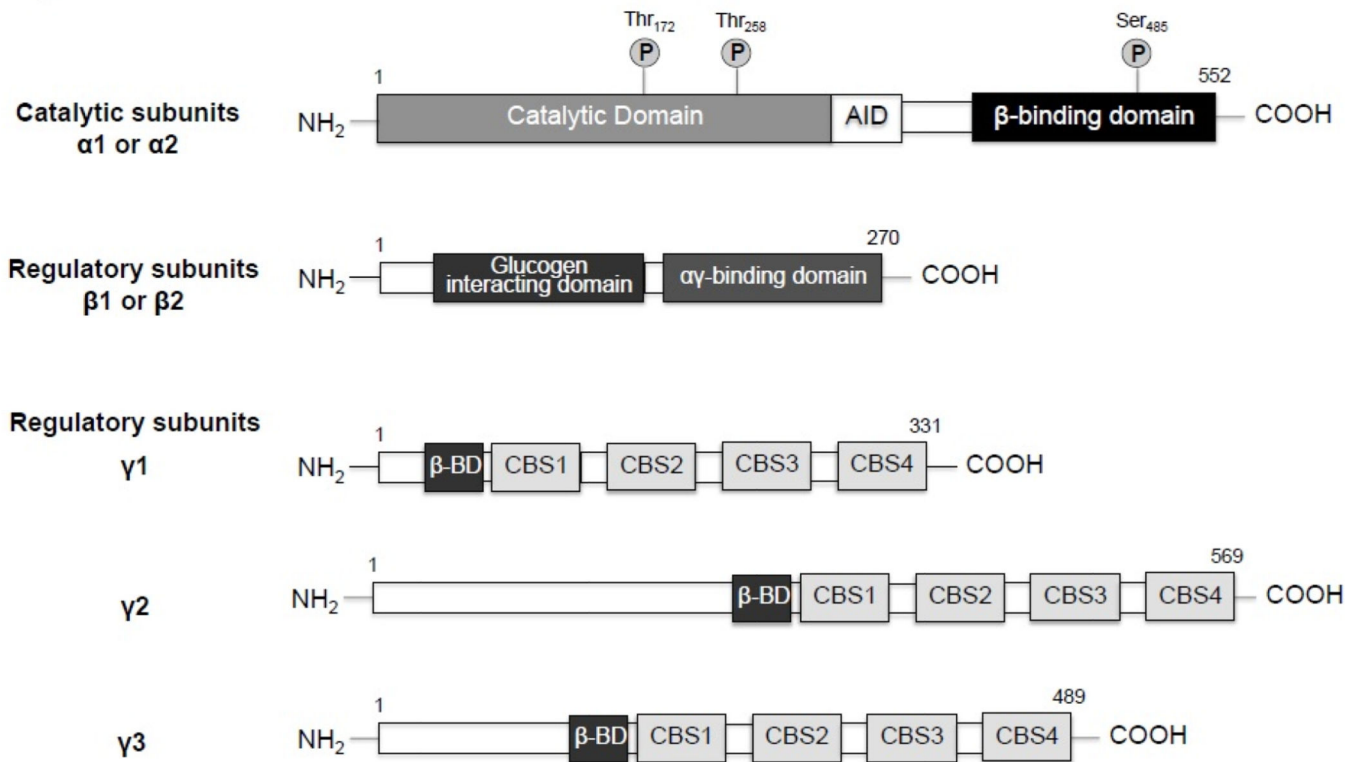 Thr172 Thr258 Ser485
P P P
1 552
Catalytic subunits
α1 or α2
NH2 Catalytic Domain AID β-binding domain COOH
1 270
Regulatory subunits
β1 or β2
NH2 Glucogen
interacting domain αγ-binding domain COOH
Regulatory subunits
1 331
γ1 NH2 β-BD CBS1 CBS2 CBS3 CBS4 COOH
1 569
γ2 NH2 β-BD CBS1 CBS2 CBS3 CBS4 COOH
1 489
γ3 NH2 β-BD CBS1 CBS2 CBS3 CBS4 COOH